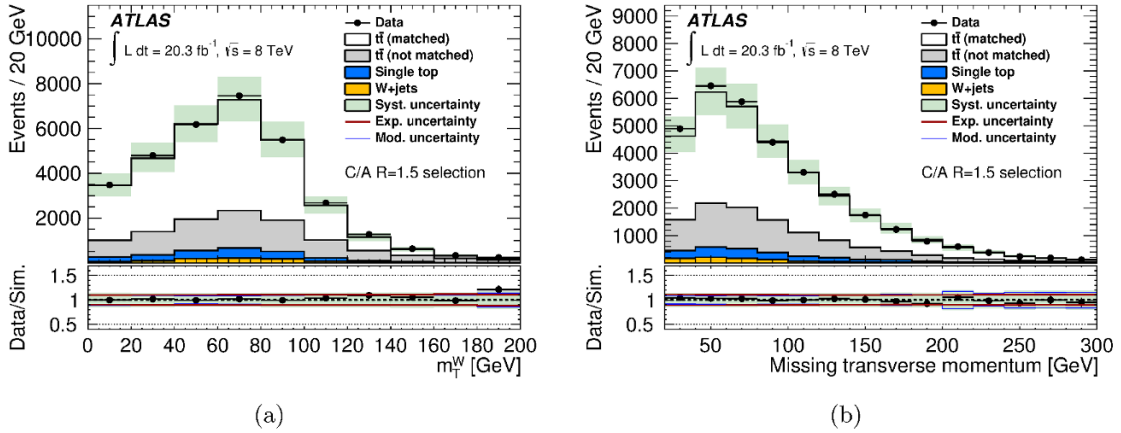 ATLAS
∫ L dt = 20.3 fb⁻¹, √s = 8 TeV
Data
tt̄ (matched)
tt̄ (not matched)
Single top
W+jets
Syst. uncertainty
Exp. uncertainty
Mod. uncertainty
C/A R=1.5 selection
Events / 20 GeV
10000
8000
6000
4000
2000
Data/Sim.
1.5
1
0.5
0 20 40 60 80 100 120 140 160 180 200
m_T^W [GeV]
(a)
ATLAS
∫ L dt = 20.3 fb⁻¹, √s = 8 TeV
Data
tt̄ (matched)
tt̄ (not matched)
Single top
W+jets
Syst. uncertainty
Exp. uncertainty
Mod. uncertainty
C/A R=1.5 selection
Events / 20 GeV
9000
8000
7000
6000
5000
4000
3000
2000
1000
Data/Sim.
1.5
1
0.5
50 100 150 200 250 300
Missing transverse momentum [GeV]
(b)